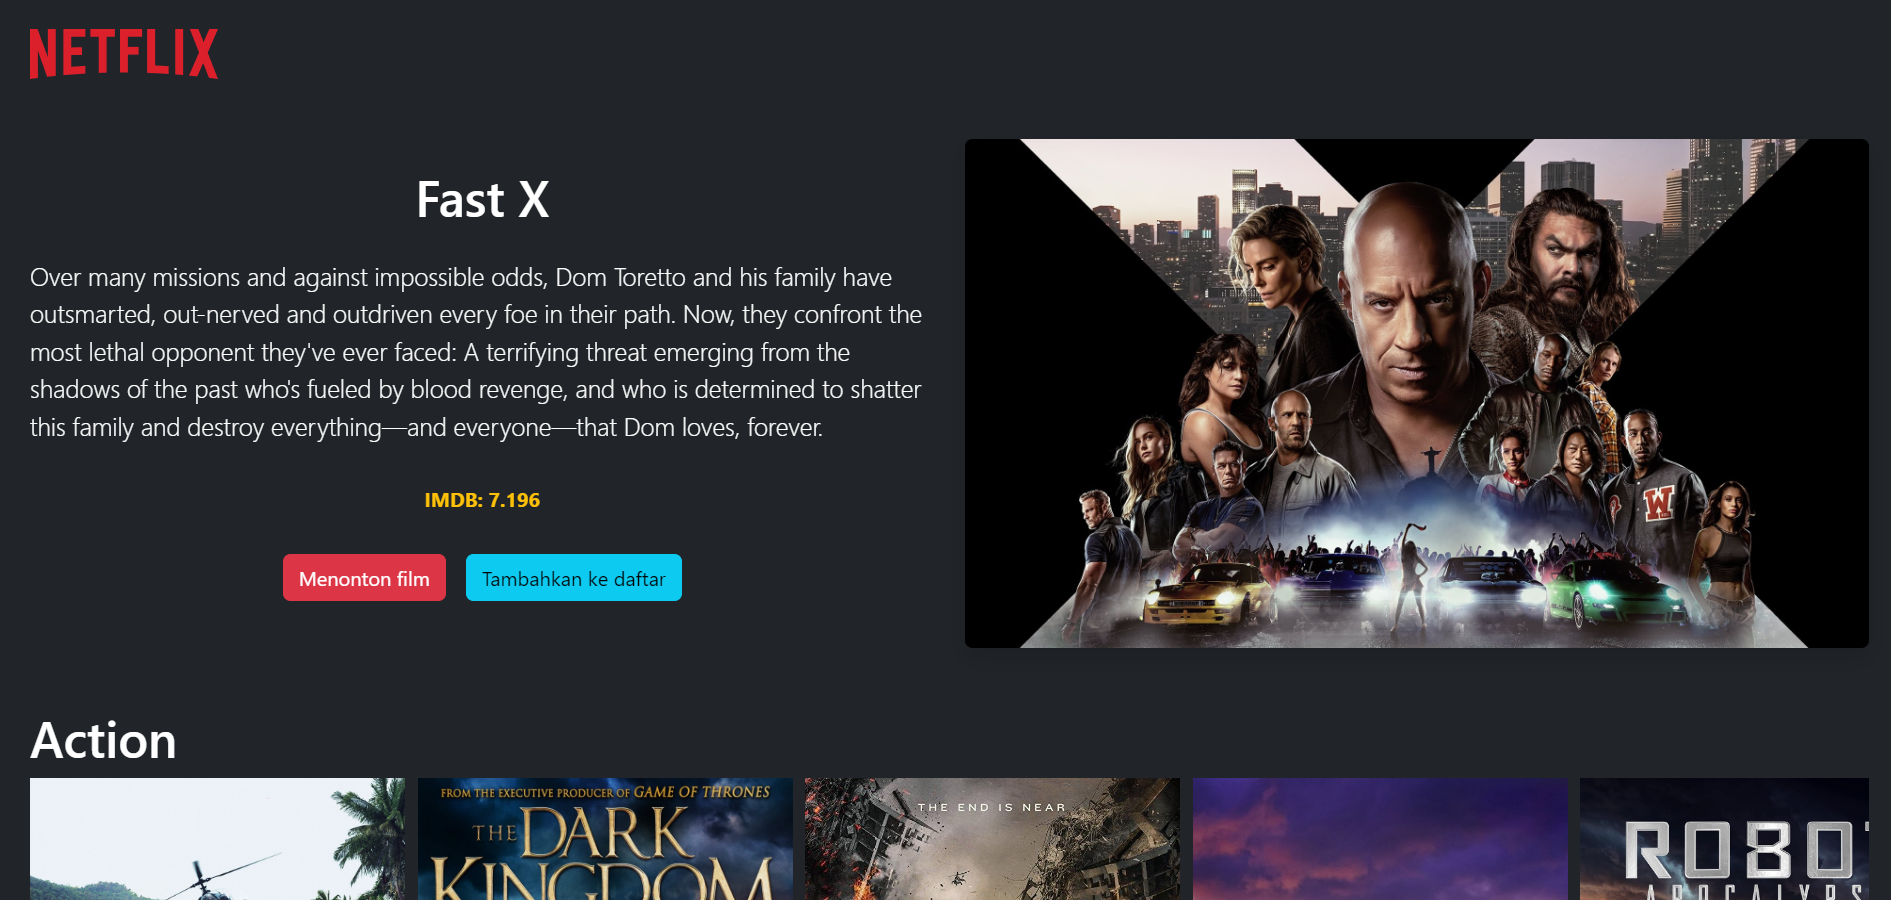 NETFLIX
Fast X
Over many missions and against impossible odds, Dom Toretto and his family have
outsmarted, out-nerved and outdriven every foe in their path. Now, they confront the
most lethal opponent they've ever faced: A terrifying threat emerging from the
shadows of the past who's fueled by blood revenge, and who is determined to shatter
this family and destroy everything—and everyone—that Dom loves, forever.
IMDB: 7.196
Menonton film
Tambahkan ke daftar
W
Action
FROM THE EXECUTIVE PRODUCER OF GAME OF THRONES
THE DARK
KINGDOM
THE END IS NEAR
ROBO